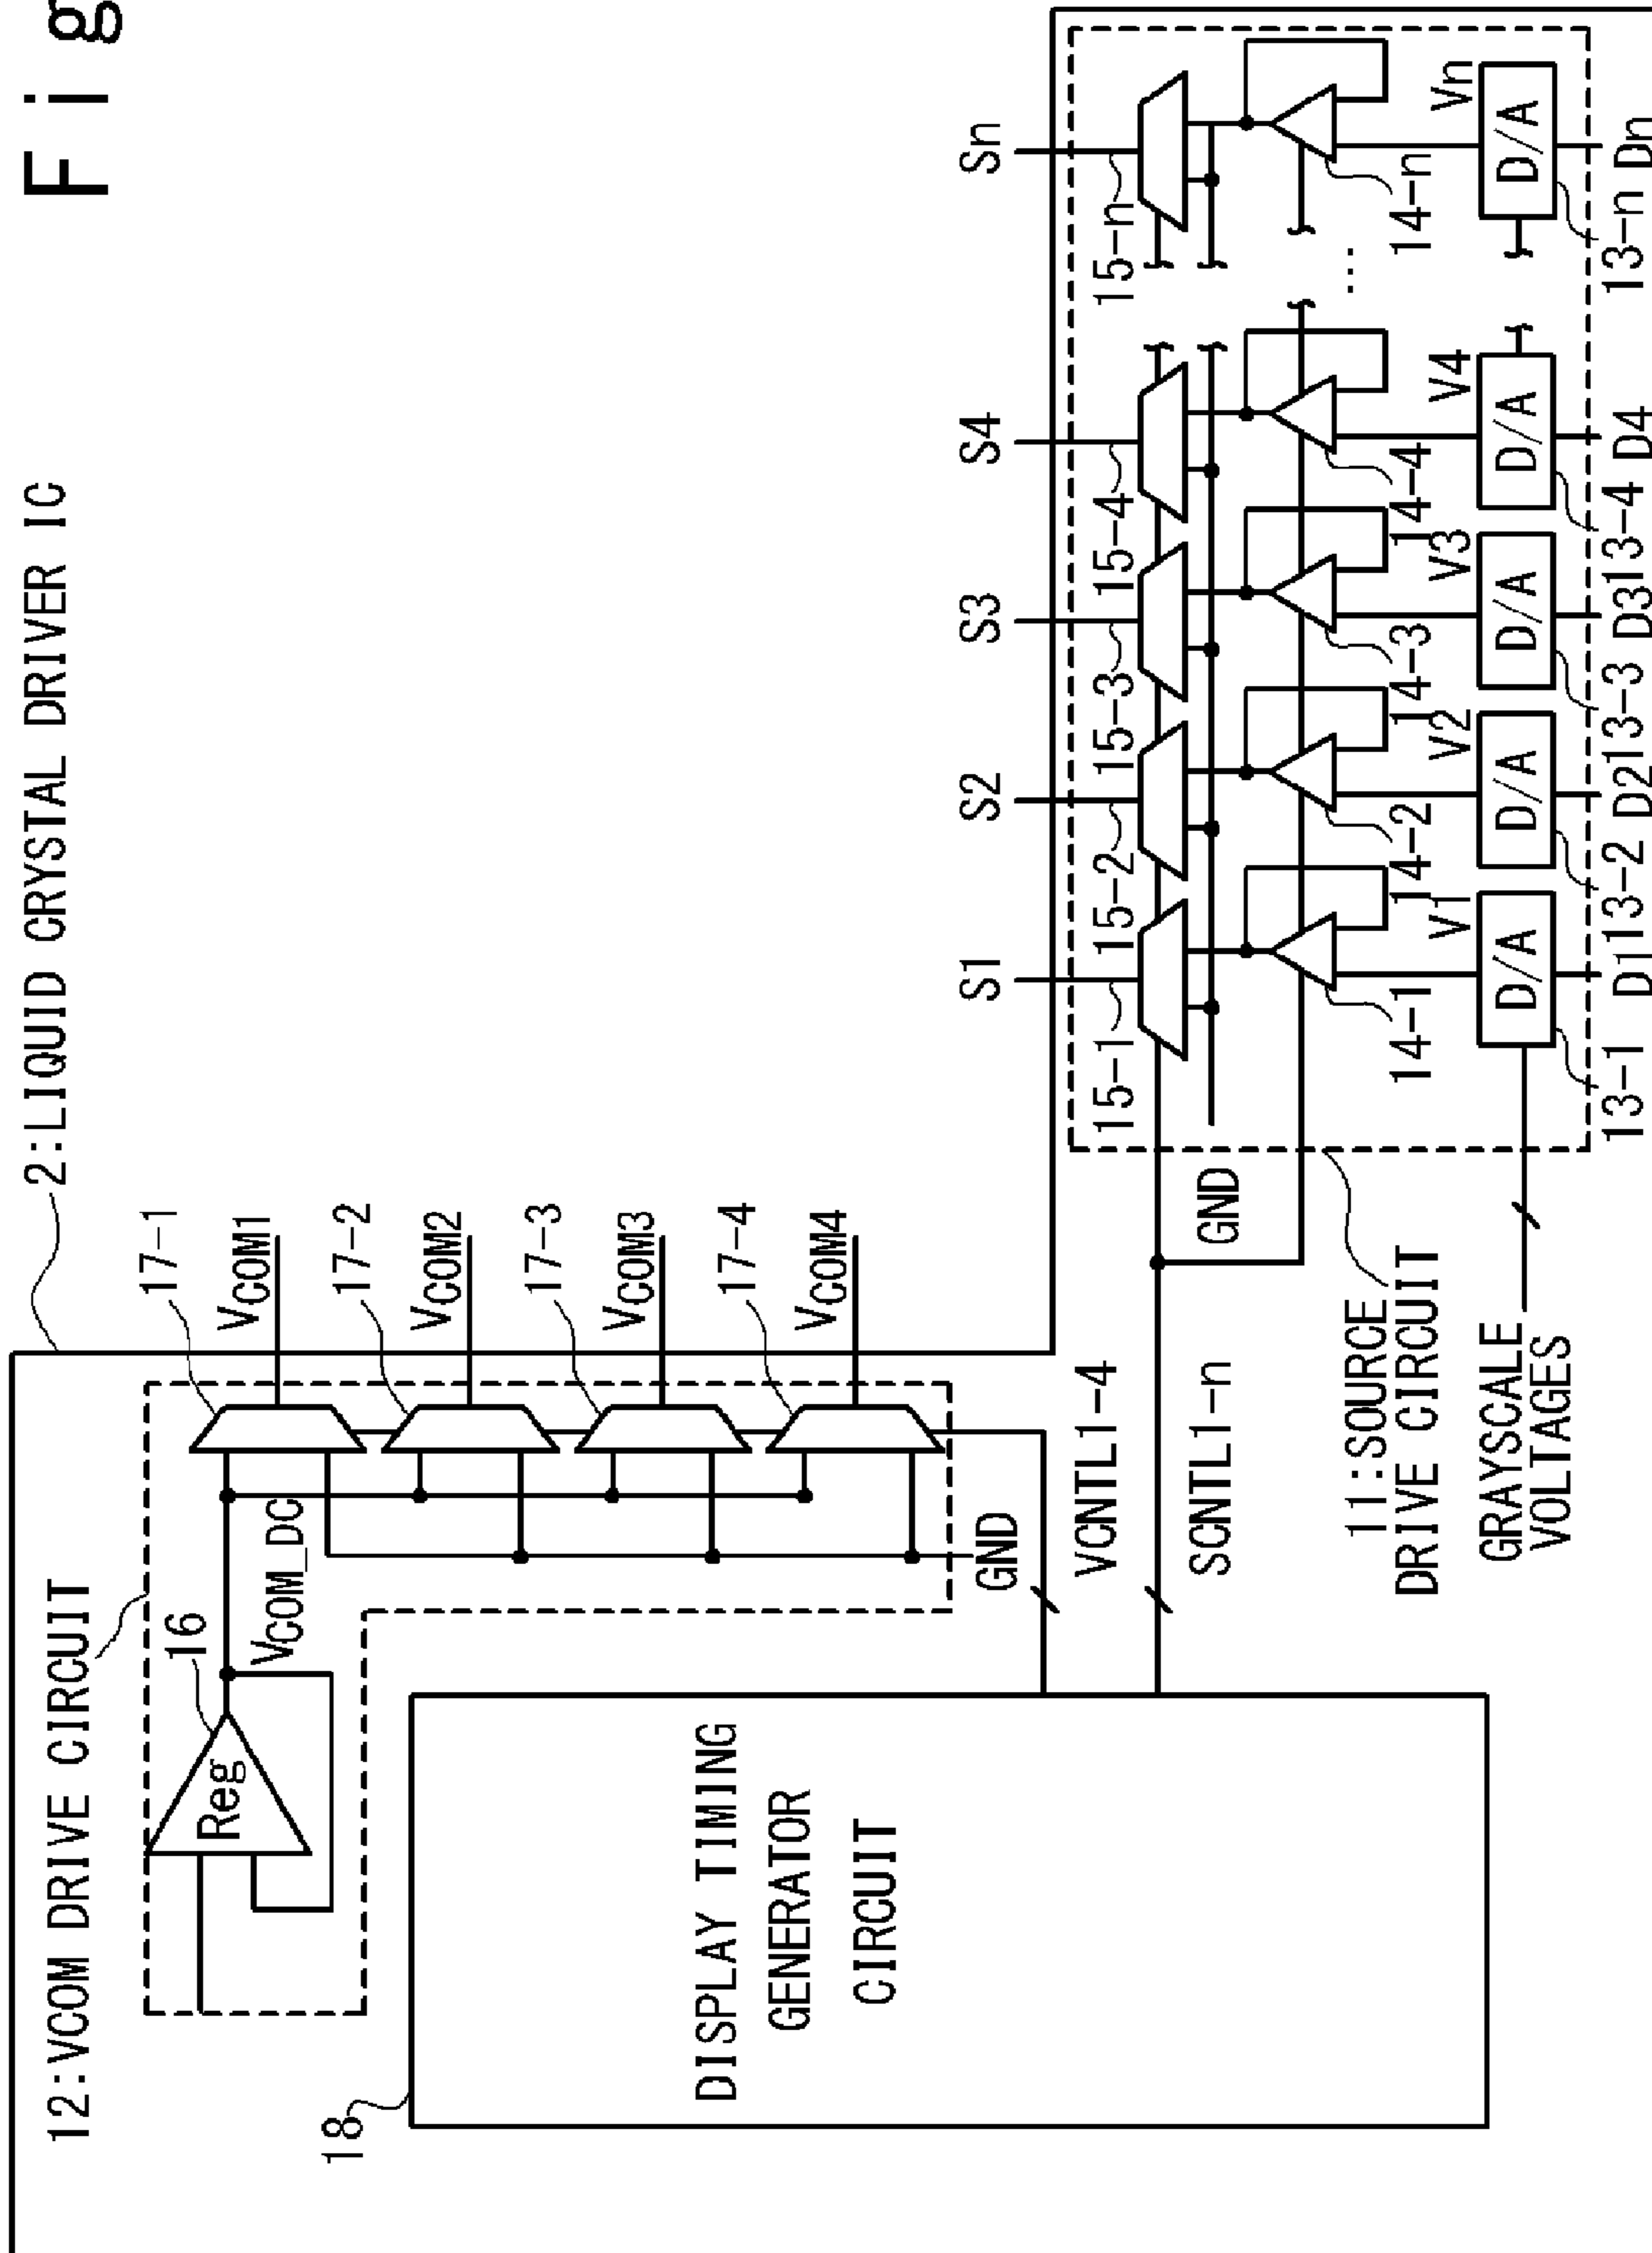 Fig
2:LIQUID CRYSTAL DRIVER IC
12:VCOM DRIVE CIRCUIT
16
Reg
VCOM_DC
17-1
VCOM1
17-2
VCOM2
17-3
VCOM3
17-4
VCOM4
GND
18
DISPLAY TIMING
GENERATOR
CIRCUIT
VCNTL1-4
SCNTL1-n
GND
11:SOURCE
DRIVE CIRCUIT
GRAYSCALE
VOLTAGES
S1
S2
S3
S4
Sn
15-1
15-2
15-3
15-4
15-n
14-1
14-2
14-3
14-4
...
14-n
V1
V2
V3
V4
Vn
D/A
D/A
D/A
D/A
D/A
13-1
D1
13-2
D2
13-3
D3
13-4
D4
13-n
Dn